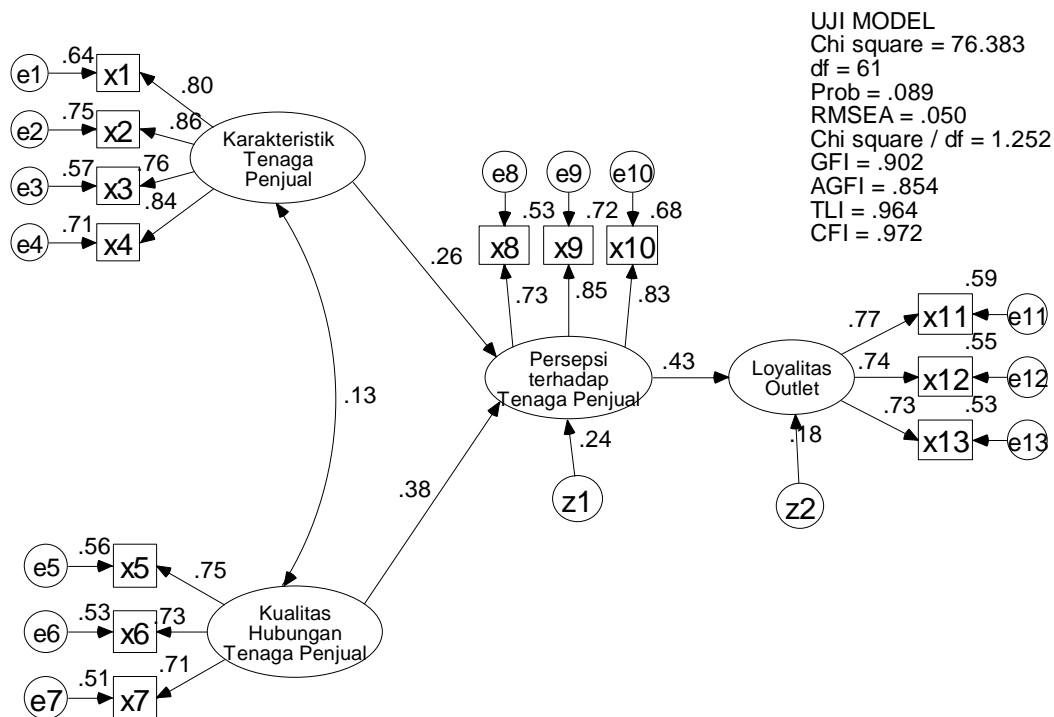 UJI MODEL
Chi square = 76.383
df = 61
Prob = .089
RMSEA = .050
Chi square / df = 1.252
GFI = .902
AGFI = .854
TLI = .964
CFI = .972
.64
e1
x1
.80
.75
e2
x2
.86
.57
e3
x3
.76
.71
e4
x4
.84
Karakteristik
Tenaga
Penjual
.26
.13
e8
e9
e10
.53
.72
.68
x8
x9
x10
.73
.85
.83
Persepsi
terhadap
Tenaga Penjual
.43
.24
z1
Loyalitas
Outlet
.18
z2
.59
.77
x11
e11
.55
.74
x12
e12
.53
.73
x13
e13
.38
.56
e5
x5
.75
.53
e6
x6
.73
.51
e7
x7
.71
Kualitas
Hubungan
Tenaga Penjual